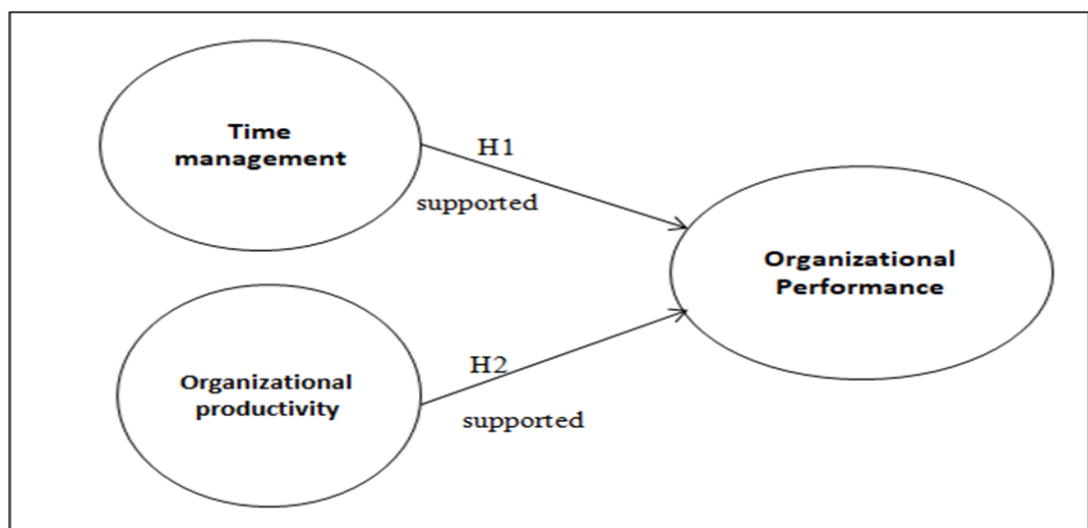 Time
management
H1
supported
Organizational
Performance
Organizational
productivity
H2
supported